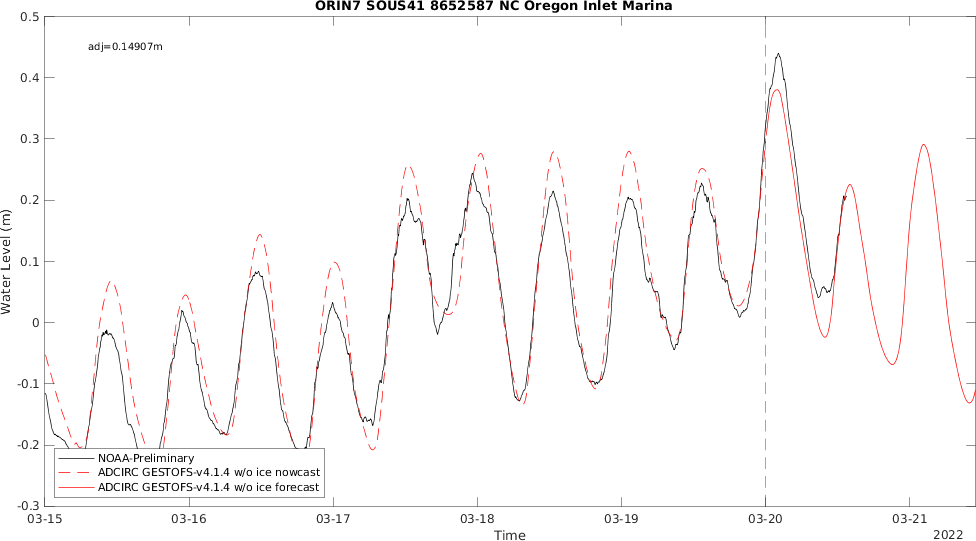 ORIN7 SOUS41 8652587 NC Oregon Inlet Marina
adj=0.14907m
0.5
0.4
0.3
0.2
0.1
0
-0.1
-0.2
-0.3
Water Level (m)
NOAA-Preliminary
ADCIRC GESTOFS-v4.1.4 w/o ice nowcast
ADCIRC GESTOFS-v4.1.4 w/o ice forecast
03-15 03-16 03-17 03-18 03-19 03-20 03-21
Time
2022